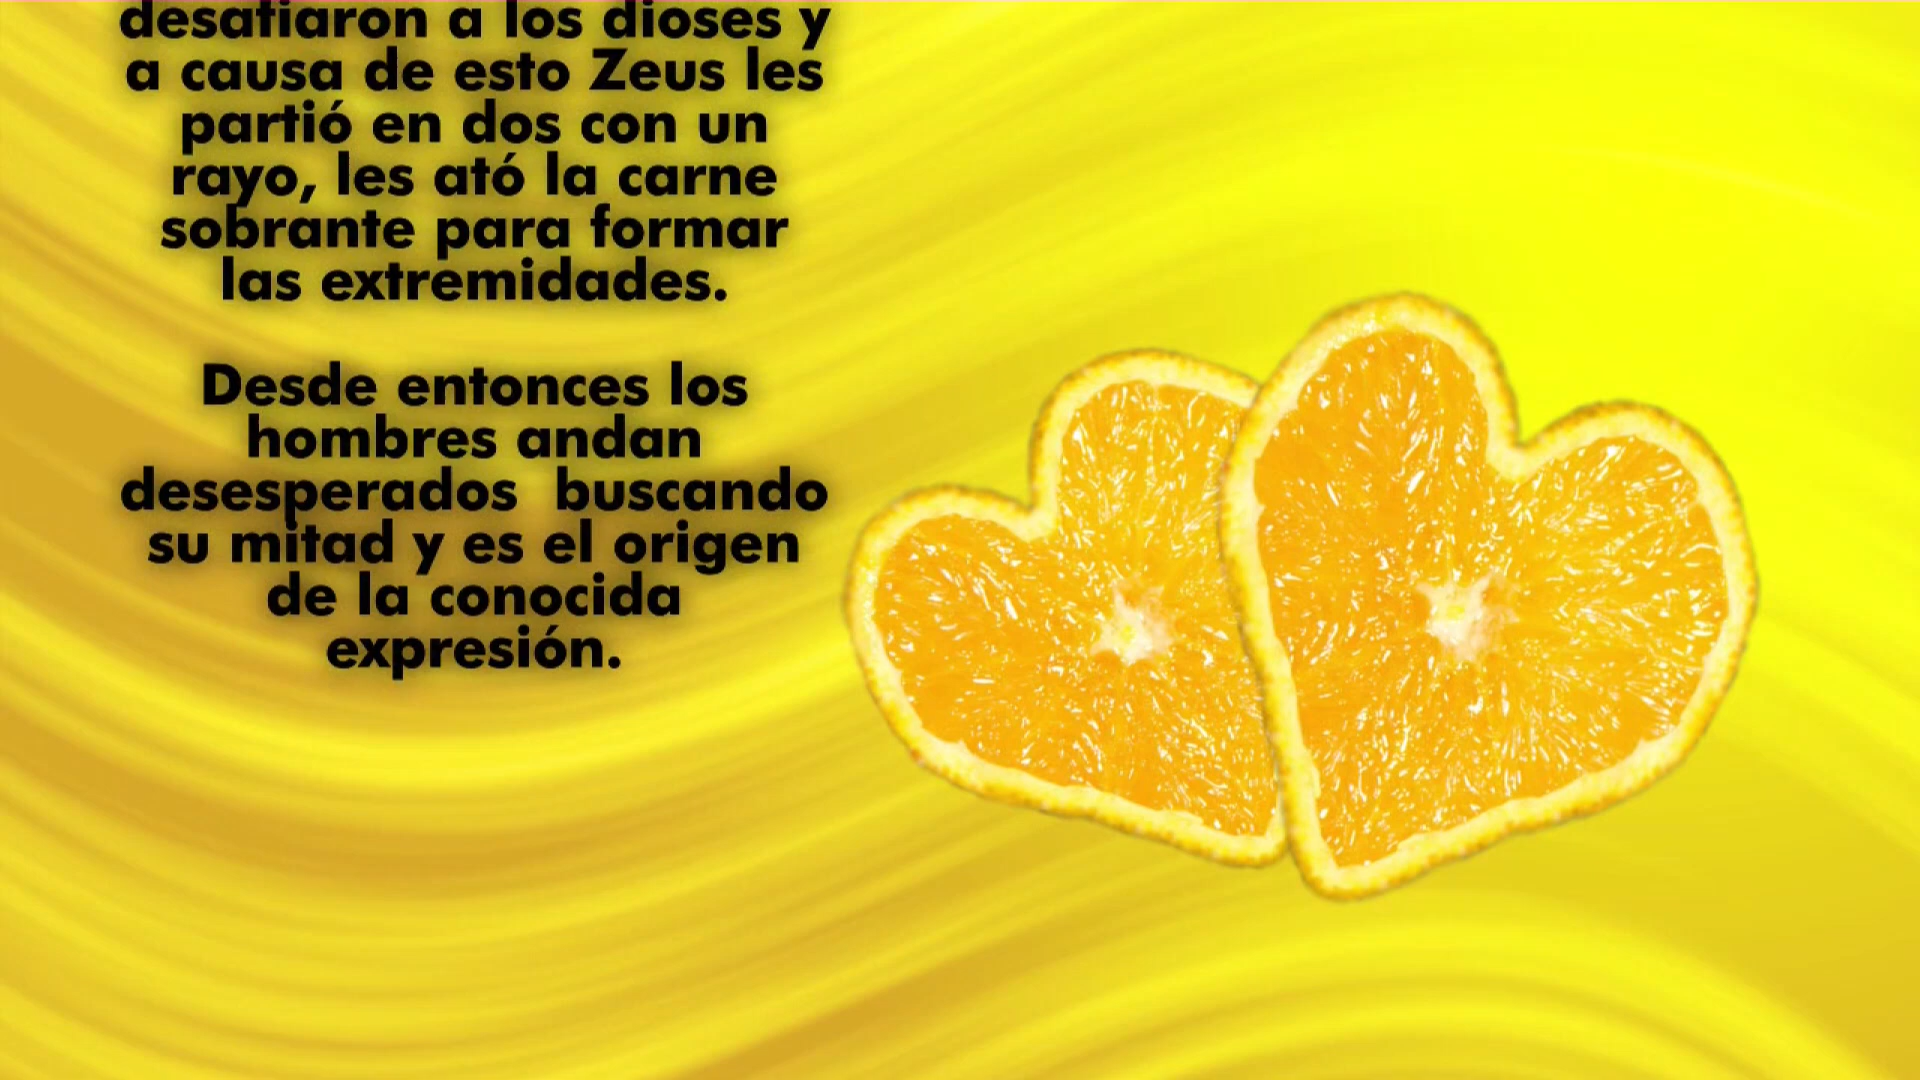 desafiaron a los dioses y
a causa de esto Zeus les
partió en dos con un
rayo, les ató la carne
sobrante para formar
las extremidades.
Desde entonces los
hombres andan
desesperados buscando
su mitad y es el origen
de la conocida
expresión.